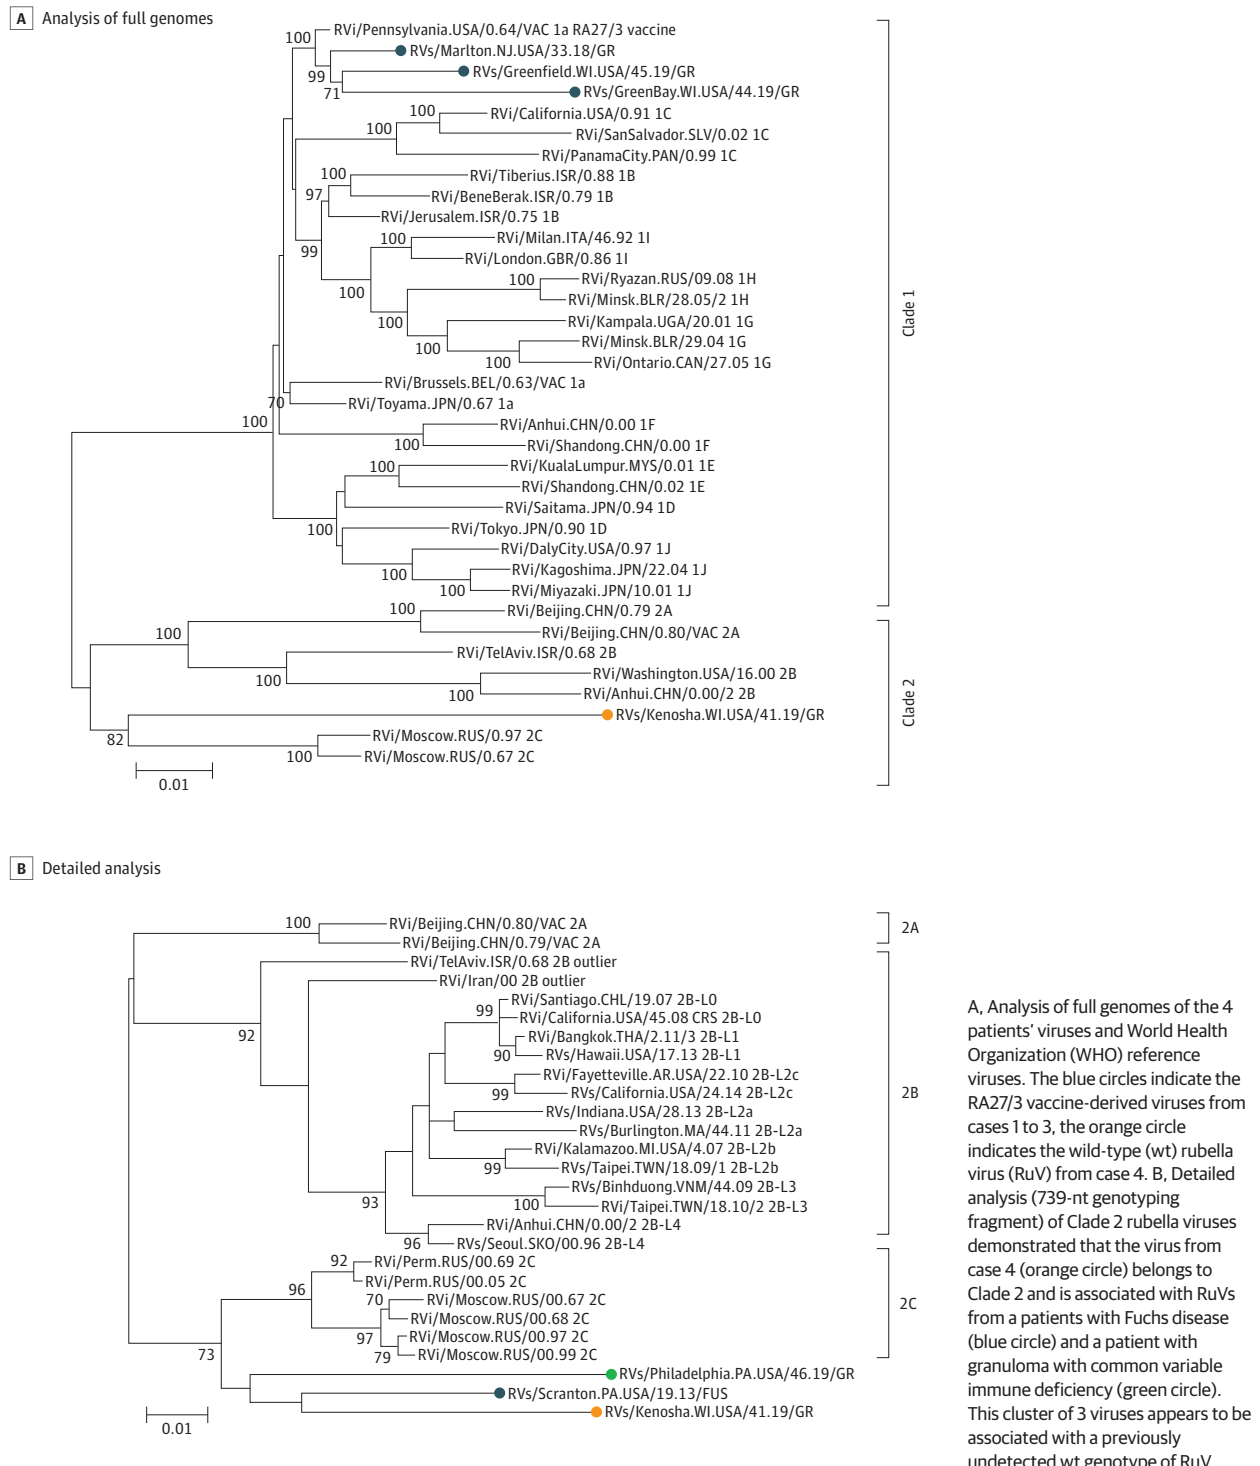 A Analysis of full genomes
RVi/Pennsylvania.USA/0.64/VAC 1a RA27/3 vaccine
100
RVs/Marlton.NJ.USA/33.18/GR
99
RVs/Greenfield.WI.USA/45.19/GR
71
RVs/GreenBay.WI.USA/44.19/GR
100
RVi/California.USA/0.91 1C
100
RVi/SanSalvador.SLV/0.02 1C
RVi/PanamaCity.PAN/0.99 1C
100
RVi/Tiberius.ISR/0.88 1B
97
RVi/BeneBerak.ISR/0.79 1B
RVi/Jerusalem.ISR/0.75 1B
100
RVi/Milan.ITA/46.92 1I
99
RVi/London.GBR/0.86 1I
100
RVi/Ryazan.RUS/09.08 1H
100
RVi/Minsk.BLR/28.05/2 1H
100
RVi/Kampala.UGA/20.01 1G
100
RVi/Minsk.BLR/29.04 1G
100
RVi/Ontario.CAN/27.05 1G
RVi/Brussels.BEL/0.63/VAC 1a
70
RVi/Toyama.JPN/0.67 1a
100
RVi/Anhui.CHN/0.00 1F
100
RVi/Shandong.CHN/0.00 1F
100
RVi/KualaLumpur.MYS/0.01 1E
RVi/Shandong.CHN/0.02 1E
RVi/Saitama.JPN/0.94 1D
100
RVi/Tokyo.JPN/0.90 1D
RVi/DalyCity.USA/0.97 1J
100
RVi/Kagoshima.JPN/22.04 1J
100
RVi/Miyazaki.JPN/10.01 1J
Clade 1
100
RVi/Beijing.CHN/0.79 2A
100
RVi/Beijing.CHN/0.80/VAC 2A
RVi/TelAviv.ISR/0.68 2B
100
RVi/Washington.USA/16.00 2B
100
RVi/Anhui.CHN/0.00/2 2B
RVs/Kenosha.WI.USA/41.19/GR
82
RVi/Moscow.RUS/0.97 2C
100
RVi/Moscow.RUS/0.67 2C
Clade 2
0.01
B Detailed analysis
100
RVi/Beijing.CHN/0.80/VAC 2A
RVi/Beijing.CHN/0.79/VAC 2A
2A
RVi/TelAviv.ISR/0.68 2B outlier
RVi/Iran/00 2B outlier
92
RVi/Santiago.CHL/19.07 2B-L0
99
RVi/California.USA/45.08 CRS 2B-L0
RVi/Bangkok.THA/2.11/3 2B-L1
90
RVs/Hawaii.USA/17.13 2B-L1
RVi/Fayetteville.AR.USA/22.10 2B-L2c
99
RVs/California.USA/24.14 2B-L2c
RVs/Indiana.USA/28.13 2B-L2a
RVs/Burlington.MA/44.11 2B-L2a
RVi/Kalamazoo.MI.USA/4.07 2B-L2b
99
RVs/Taipei.TWN/18.09/1 2B-L2b
RVs/Binhduong.VNM/44.09 2B-L3
93
100
RVi/Taipei.TWN/18.10/2 2B-L3
RVi/Anhui.CHN/0.00/2 2B-L4
96
RVs/Seoul.SKO/00.96 2B-L4
2B
92
RVi/Perm.RUS/00.69 2C
96
RVi/Perm.RUS/00.05 2C
70
RVi/Moscow.RUS/00.67 2C
RVi/Moscow.RUS/00.68 2C
97
RVi/Moscow.RUS/00.97 2C
79
RVi/Moscow.RUS/00.99 2C
2C
73
RVs/Philadelphia.PA.USA/46.19/GR
RVs/Scranton.PA.USA/19.13/FUS
RVs/Kenosha.WI.USA/41.19/GR
0.01
A, Analysis of full genomes of the 4
patients' viruses and World Health
Organization (WHO) reference
viruses. The blue circles indicate the
RA27/3 vaccine-derived viruses from
cases 1 to 3, the orange circle
indicates the wild-type (wt) rubella
virus (RuV) from case 4. B, Detailed
analysis (739-nt genotyping
fragment) of Clade 2 rubella viruses
demonstrated that the virus from
case 4 (orange circle) belongs to
Clade 2 and is associated with RuVs
from a patients with Fuchs disease
(blue circle) and a patient with
granuloma with common variable
immune deficiency (green circle).
This cluster of 3 viruses appears to be
associated with a previously
undetected wt genotype of RuV